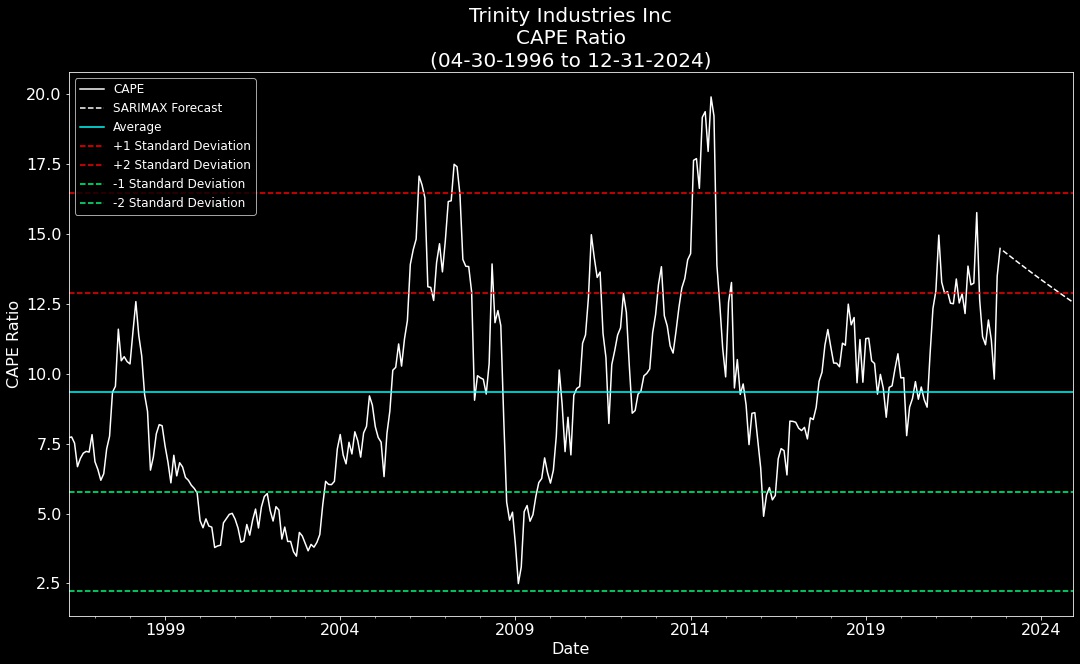 Trinity Industries Inc
CAPE Ratio
(04-30-1996 to 12-31-2024)
CAPE
SARIMAX Forecast
Average
+1 Standard Deviation
+2 Standard Deviation
-1 Standard Deviation
-2 Standard Deviation
20.0
17.5
15.0
12.5
10.0
7.5
5.0
2.5
CAPE Ratio
1999
2004
2009
2014
2019
2024
Date